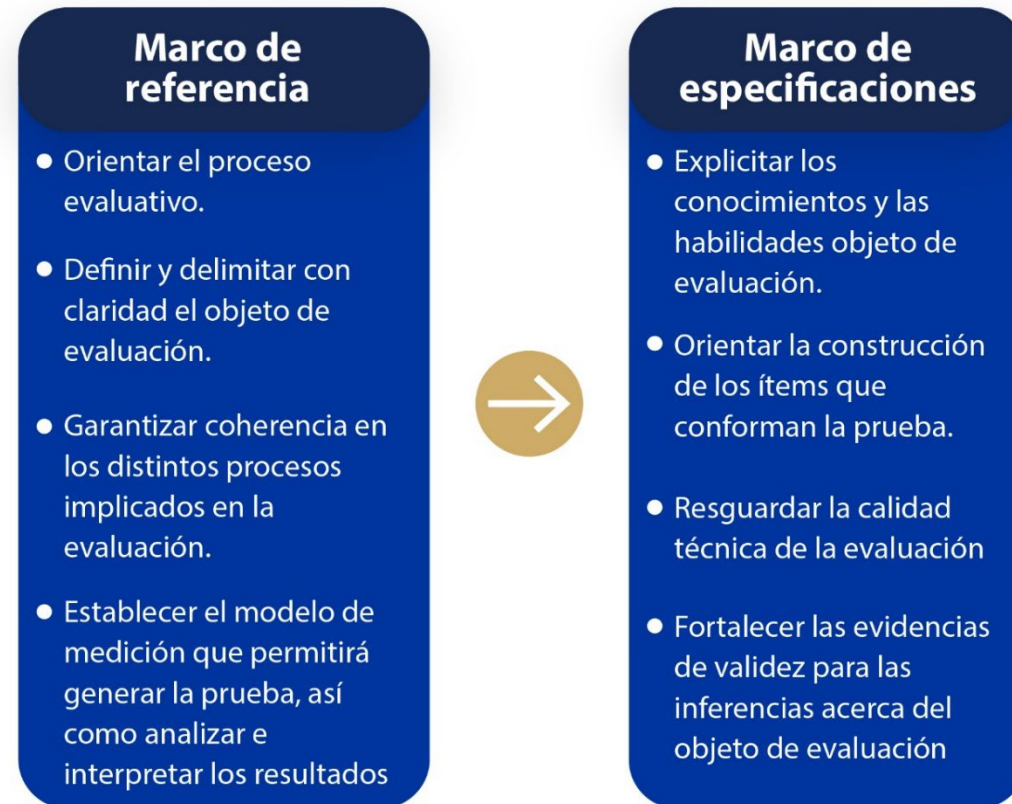 Marco de
referencia
● Orientar el proceso
evaluativo.
● Definir y delimitar con
claridad el objeto de
evaluación.
● Garantizar coherencia en
los distintos procesos
implicados en la
evaluación.
● Establecer el modelo de
medición que permitirá
generar la prueba, así
como analizar e
interpretar los resultados
Marco de
especificaciones
● Explicitar los
conocimientos y las
habilidades objeto de
evaluación.
● Orientar la construcción
de los ítems que
conforman la prueba.
● Resguardar la calidad
técnica de la evaluación
● Fortalecer las evidencias
de validez para las
inferencias acerca del
objeto de evaluación